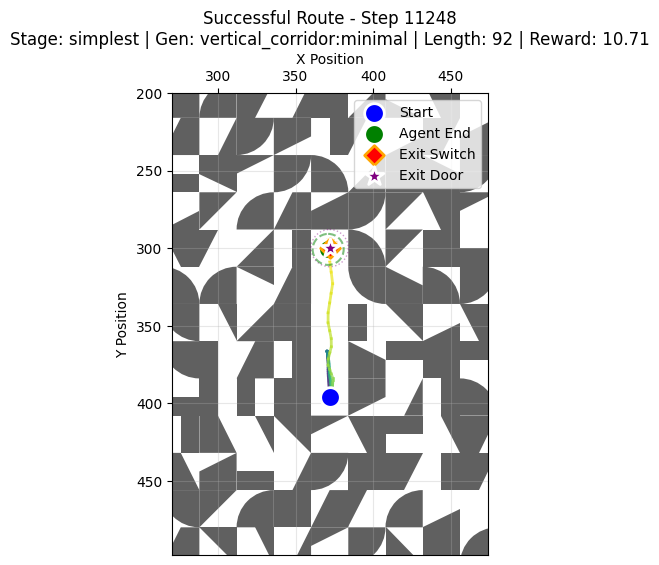 Successful Route - Step 11248
Stage: simplest | Gen: vertical_corridor:minimal | Length: 92 | Reward: 10.71
X Position
300 350 400 450
200
250
300
350
400
450
Y Position
Start
Agent End
Exit Switch
Exit Door